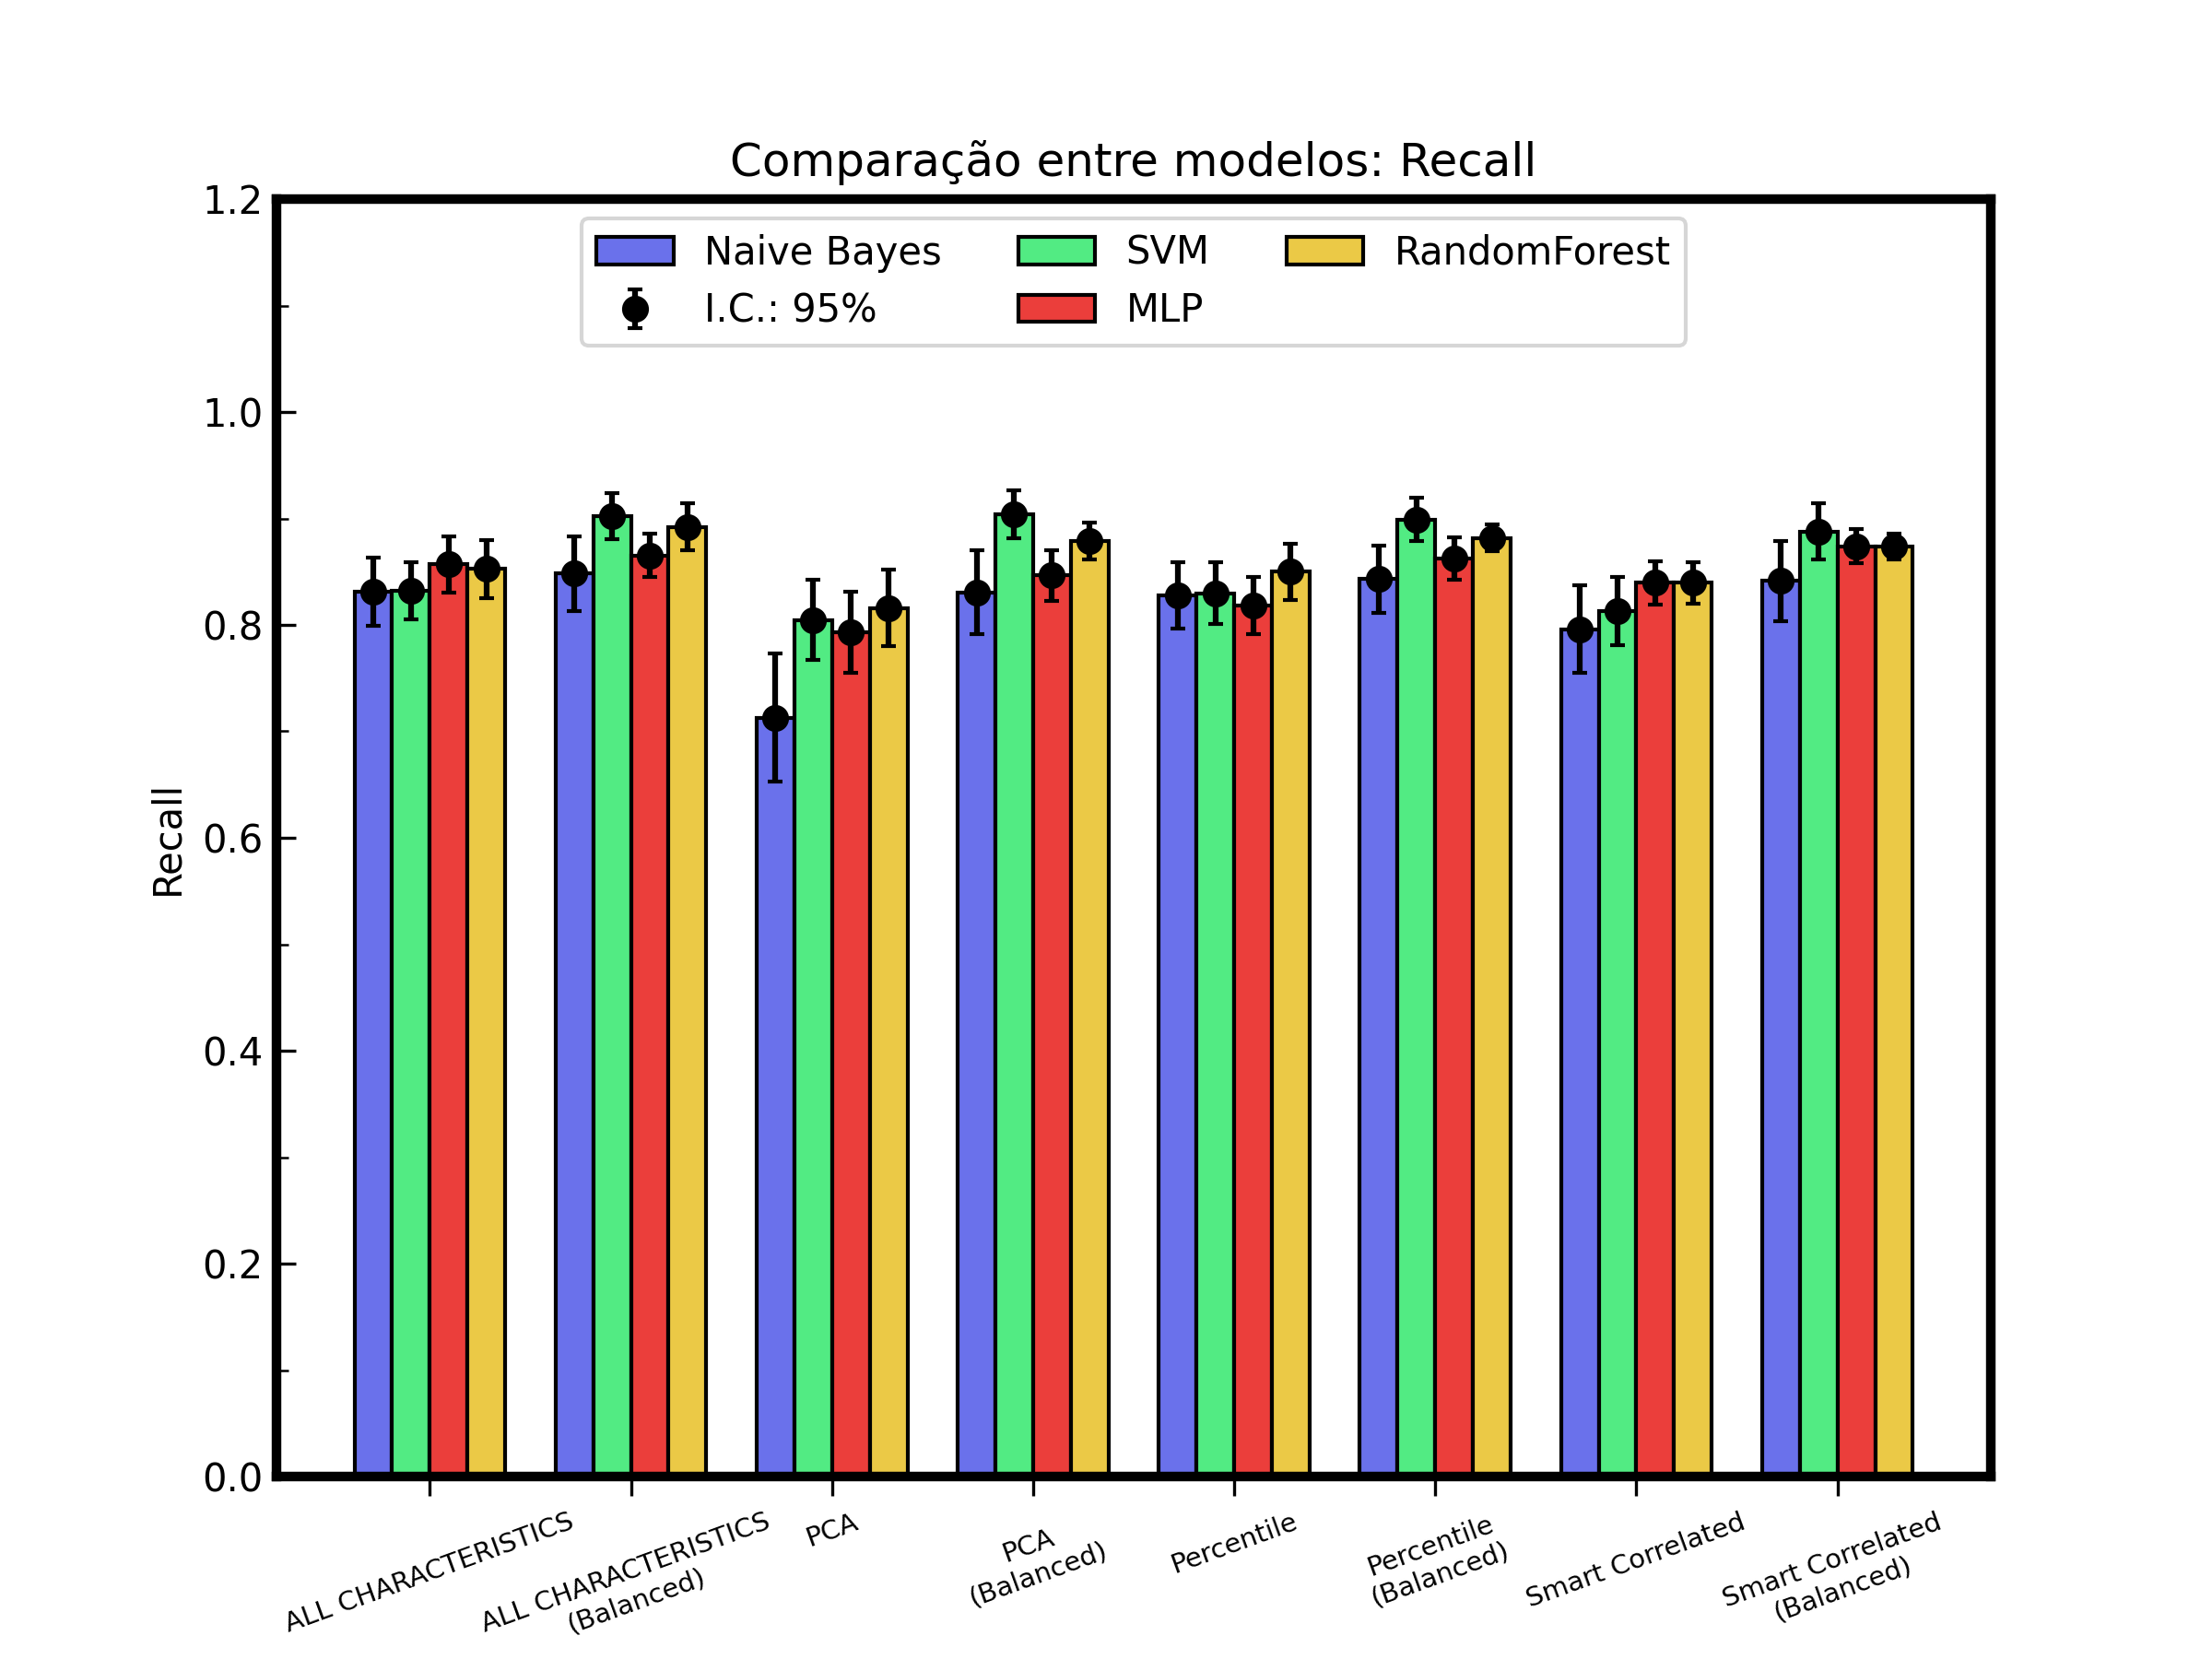 Comparação entre modelos: Recall
Naive Bayes
I.C.: 95%
SVM
MLP
RandomForest
Recall
1.2
1.0
0.8
0.6
0.4
0.2
0.0
ALL CHARACTERISTICS
ALL CHARACTERISTICS
(Balanced)
PCA
PCA
(Balanced)
Percentile
Percentile
(Balanced)
Smart Correlated
Smart Correlated
(Balanced)